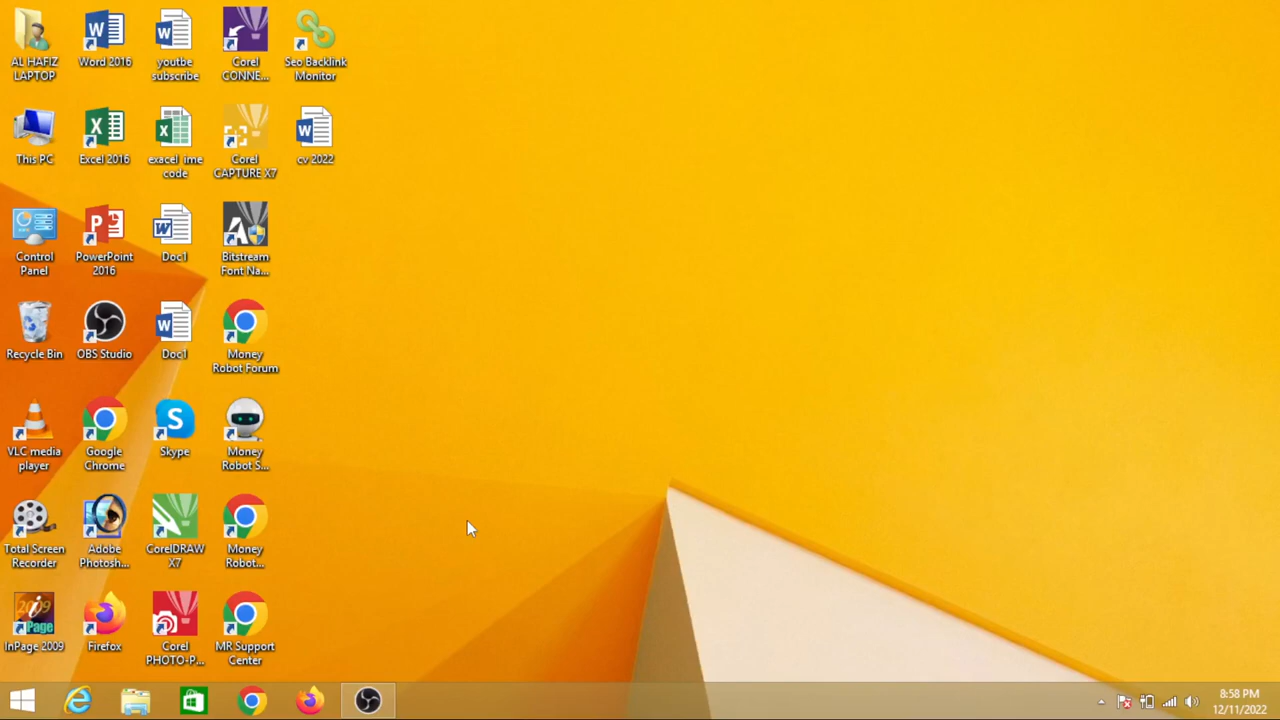 AL HAFIZ
LAPTOP
Word 2016
youtbe
subscribe
Corel
CONNE...
Seo Backlink
Monitor
This PC
Excel 2016
exacel ime
code
Corel
CAPTURE X7
cv 2022
Control
Panel
PowerPoint
2016
Doc1
Bitstream
Font Na...
Recycle Bin
OBS Studio
Doc1
Money
Robot Forum
VLC media
player
Google
Chrome
Skype
Money
Robot S...
Total Screen
Recorder
Adobe
Photosh...
CorelDRAW
X7
Money
Robot...
2009
Page
InPage 2009
Firefox
Corel
PHOTO-P...
MR Support
Center
8:58 PM
12/11/2022